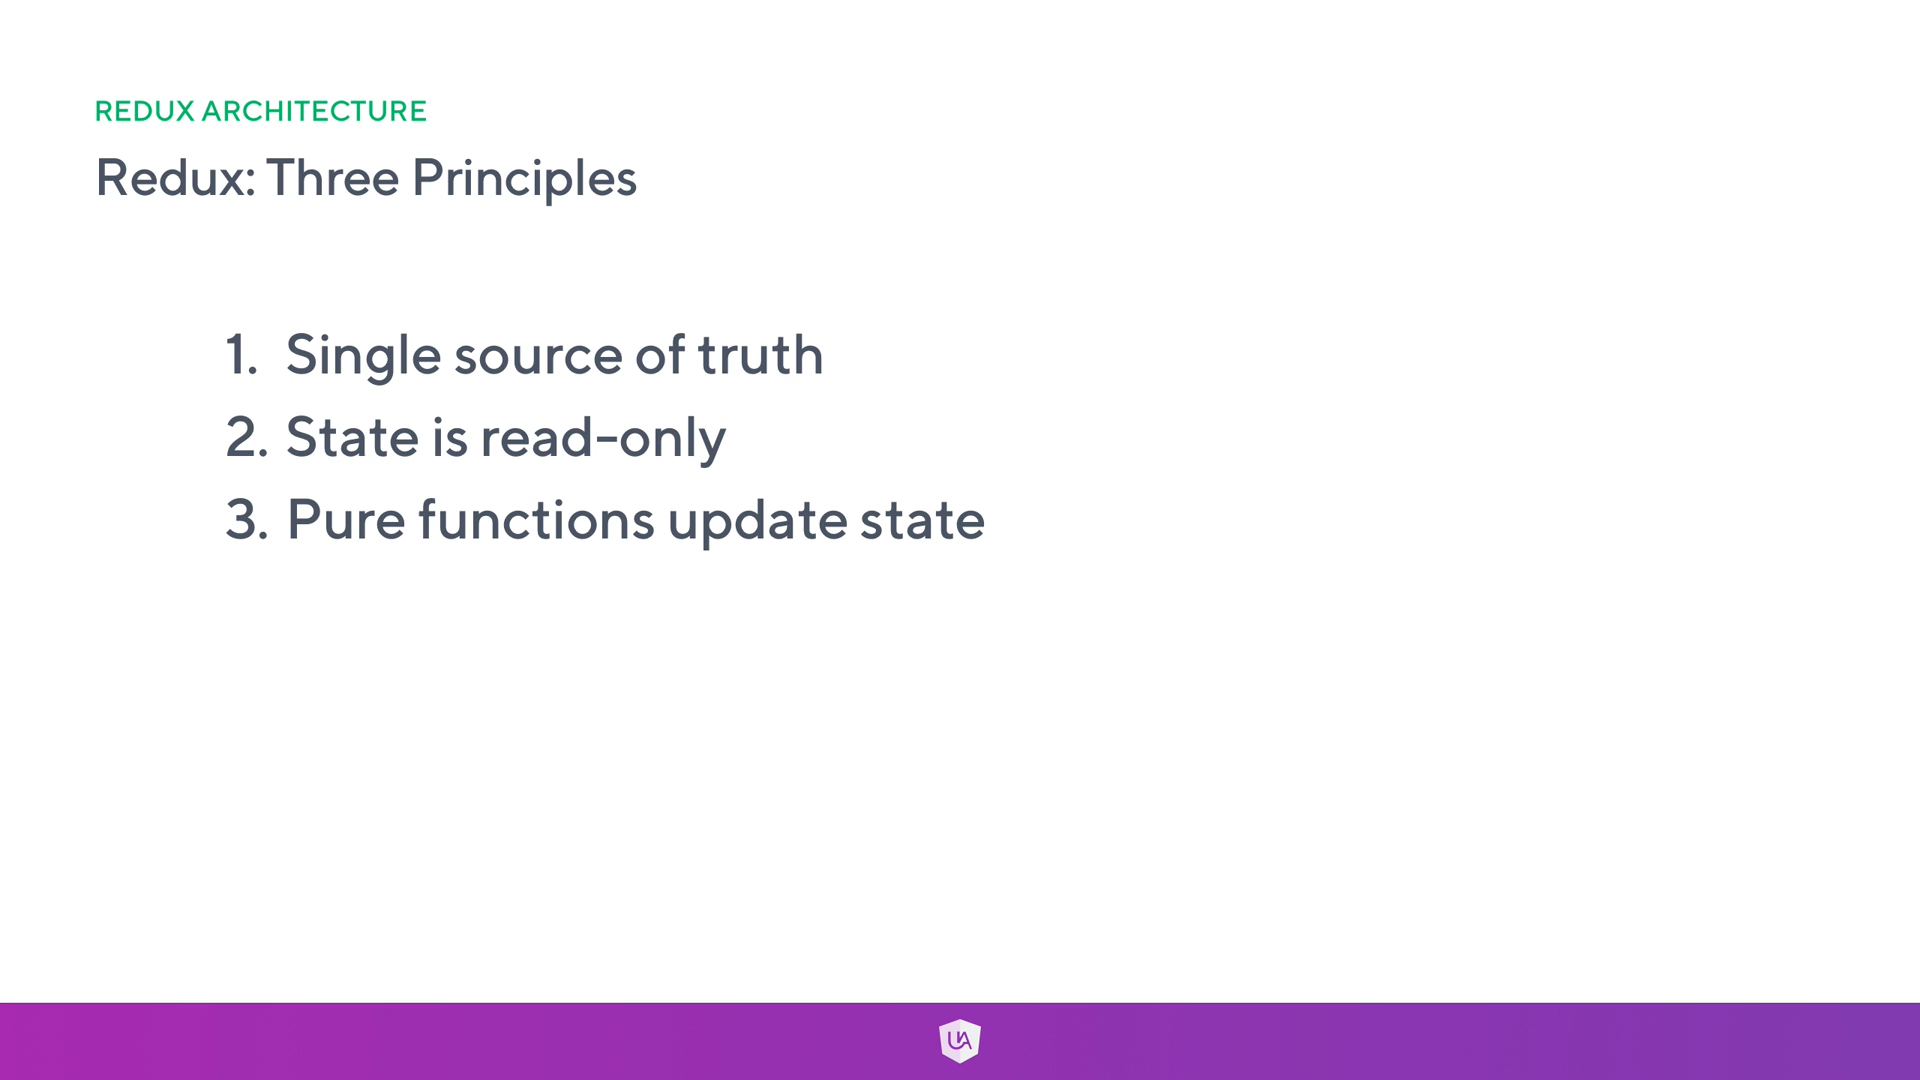 REDUX ARCHITECTURE
Redux: Three Principles
1. Single source of truth
2. State is read-only
3. Pure functions update state
UA